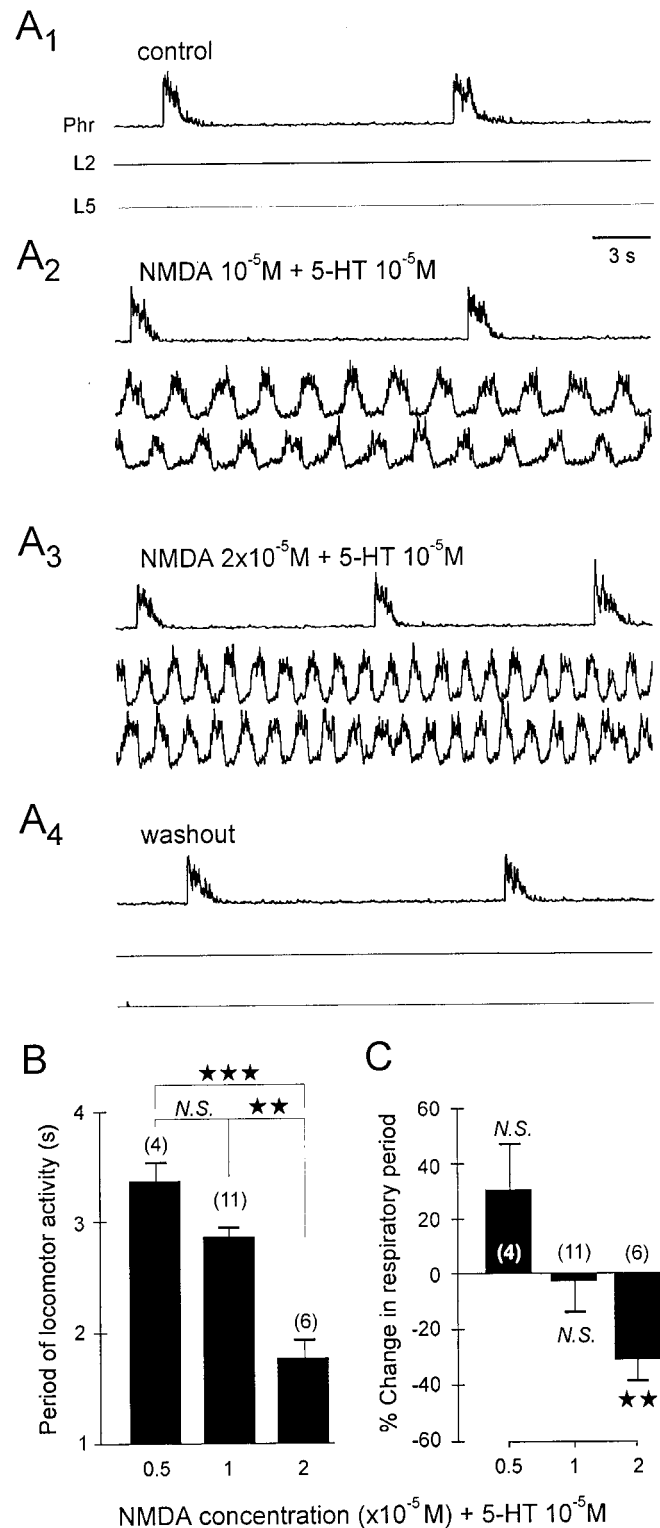 A1
control
Phr
L2
L5
3 s
A2
NMDA 10⁻⁵M + 5-HT 10⁻⁵M
A3
NMDA 2x10⁻⁵M + 5-HT 10⁻⁵M
A4
washout
B
★★★
N.S. ★★
Period of locomotor activity (s)
4
3
2
1
(4)
(11)
(6)
0.5 1 2
C
% Change in respiratory period
60
40
20
0
-20
-40
-60
N.S.
(4)
(11)
(6)
N.S.
★★
0.5 1 2
NMDA concentration (x10⁻⁵ M) + 5-HT 10⁻⁵M